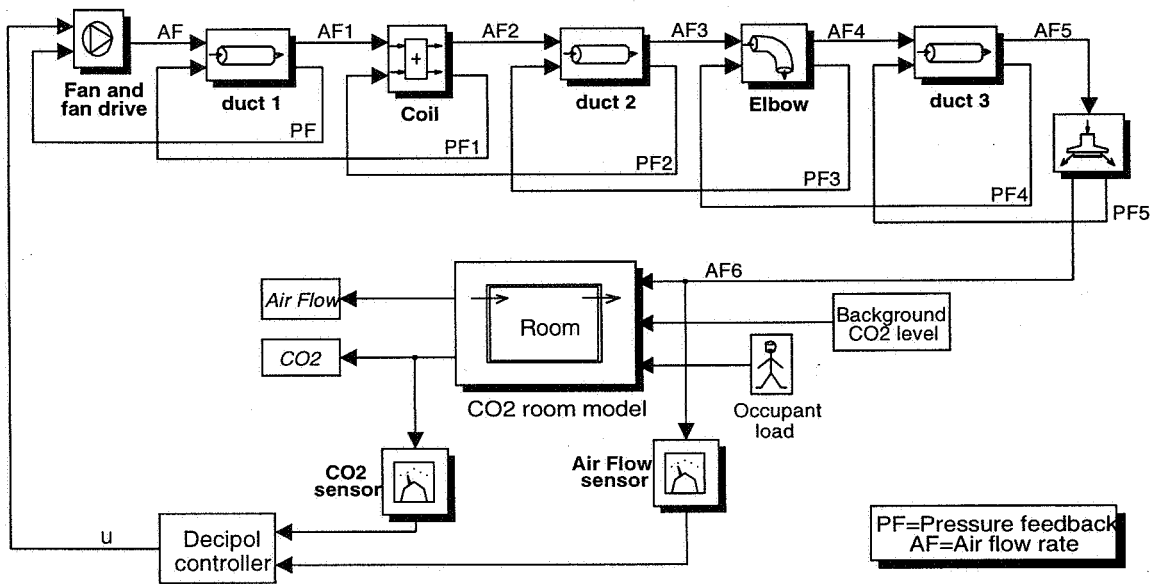 AF
AF1
AF2
AF3
AF4
AF5
Fan and
fan drive
duct 1
Coil
duct 2
Elbow
duct 3
PF
PF1
PF2
PF3
PF4
PF5
AF6
Air Flow
Room
Background
CO2 level
CO2
CO2 room model
Occupant
load
CO2
sensor
Air Flow
sensor
u
Decipol
controller
PF=Pressure feedback
AF=Air flow rate